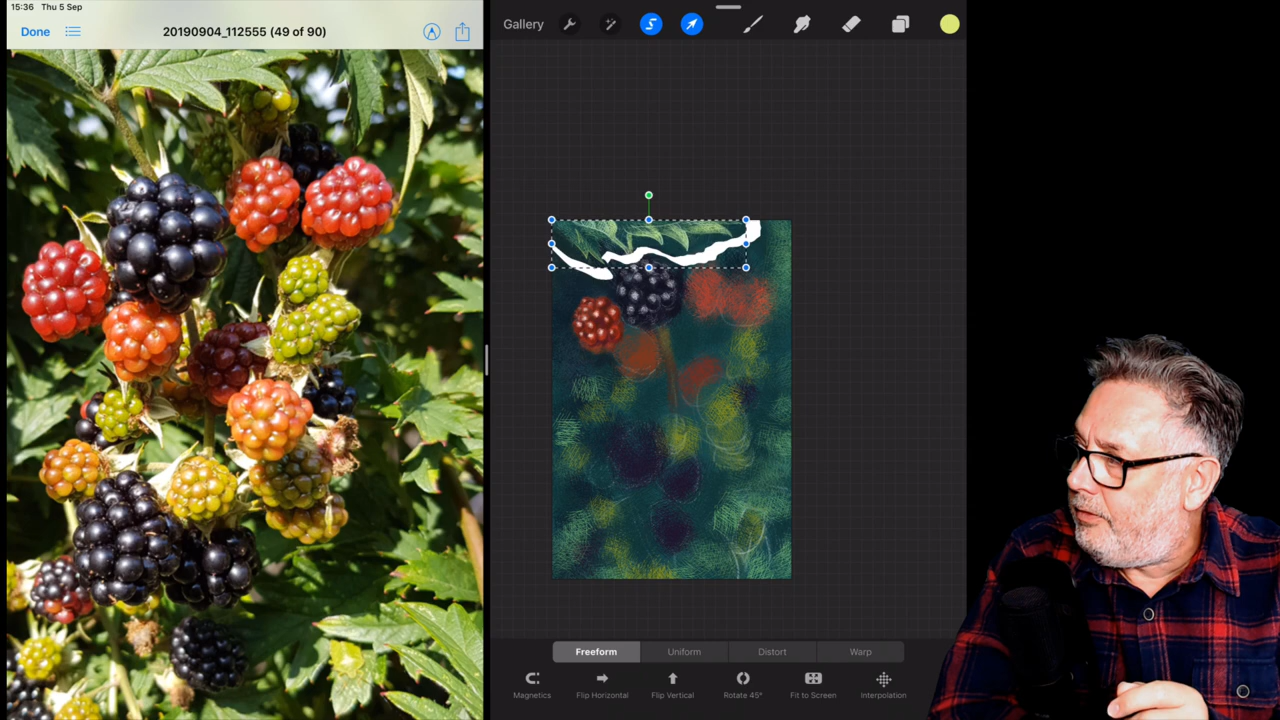 15:36 Thu 5 Sep
Done
20190904_112555 (49 of 90)
Gallery
Freeform
Uniform
Distort
Warp
Magnetics
Flip Horizontal
Flip Vertical
Rotate 45°
Fit to Screen
Interpolation